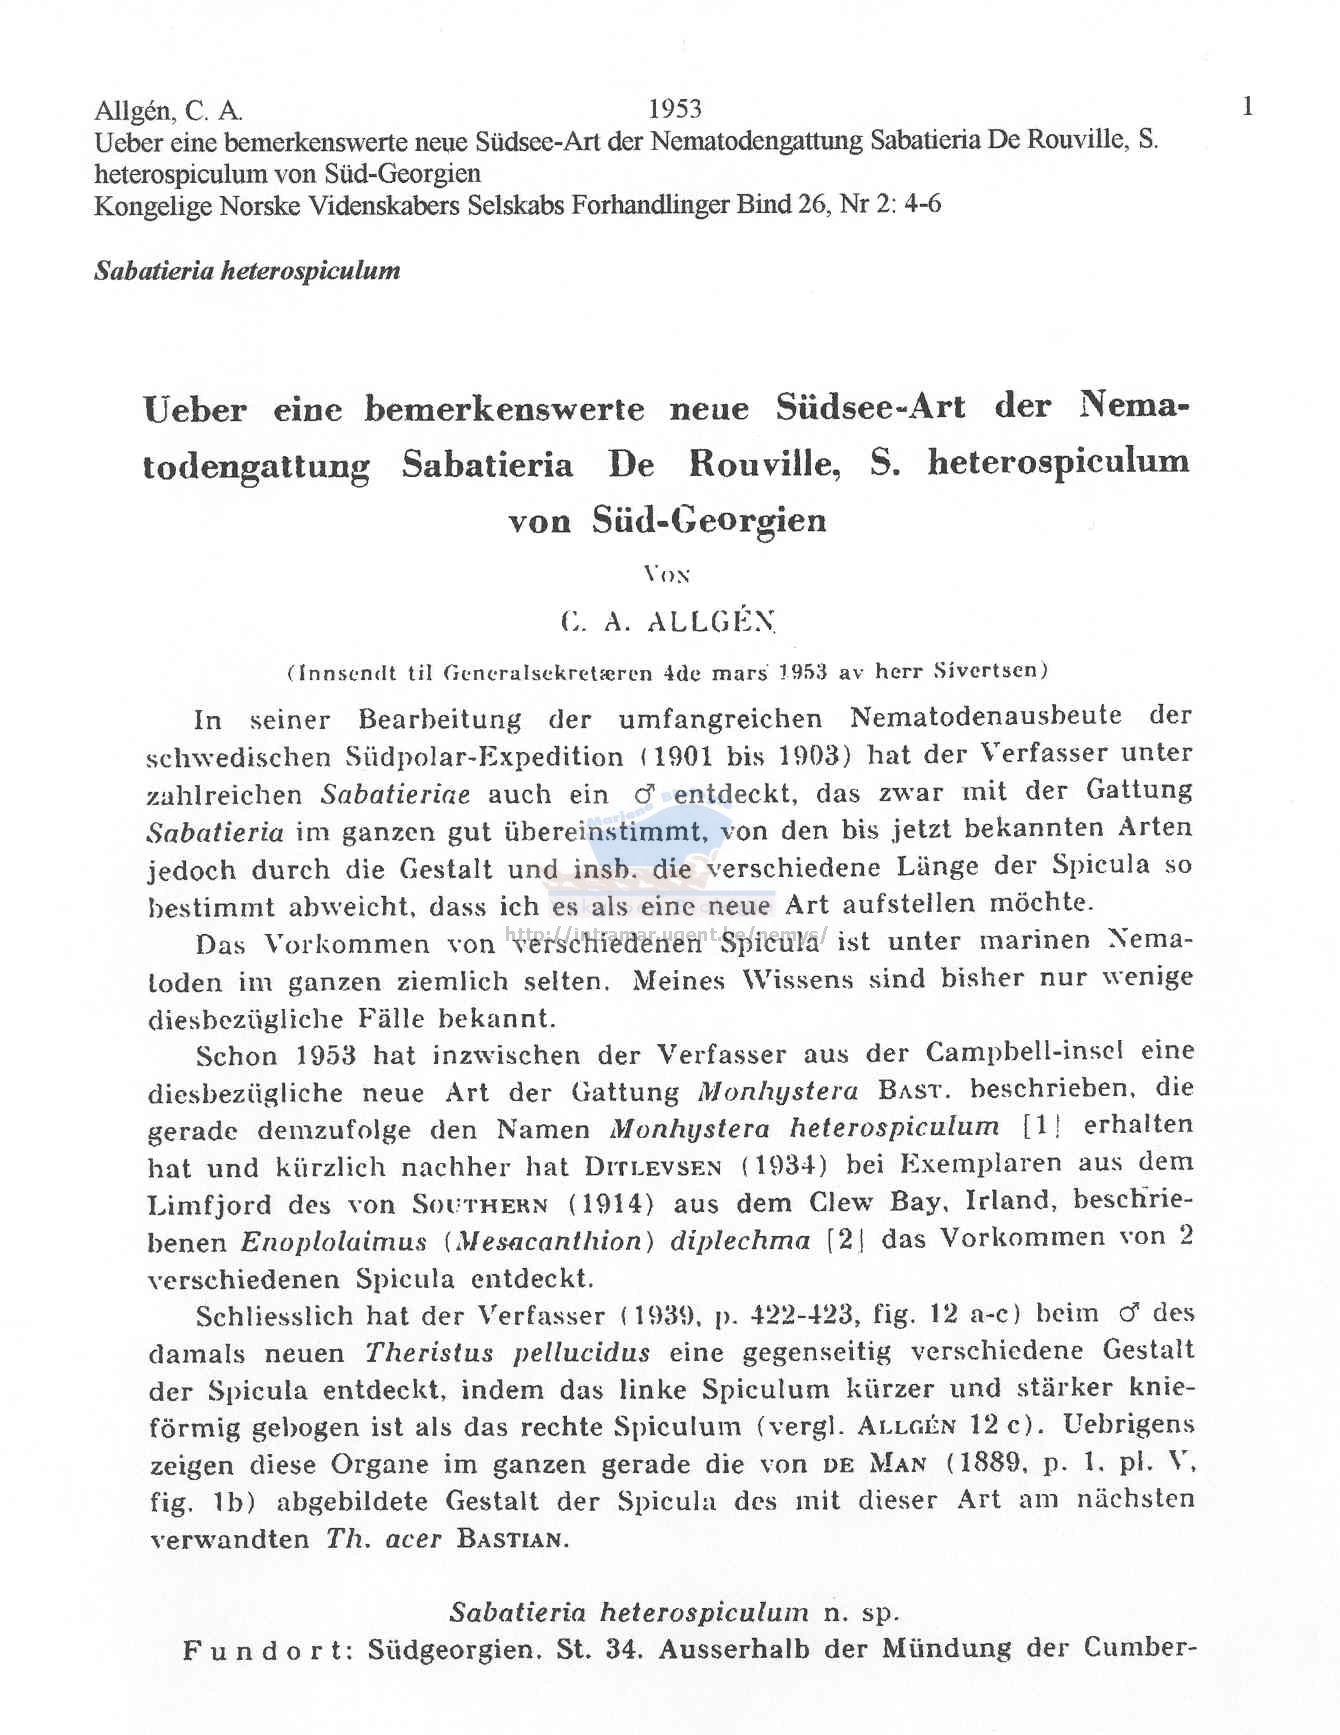 Allgén, C. A. 1953 1
Ueber eine bemerkenswerte neue Südsee-Art der Nematodengattung Sabatieria De Rouville, S.
heterospiculum von Süd-Georgien
Kongelige Norske Videnskabers Selskabs Forhandlinger Bind 26, Nr 2: 4-6
Sabatieria heterospiculum
Ueber eine bemerkenswerte neue Südsee-Art der Nema-
todengattung Sabatieria De Rouville, S. heterospiculum
von Süd-Georgien
Von
C. A. ALLGÉN
(Innsendt til Generalsekretæren 4de mars 1953 av herr Sivertsen)
In seiner Bearbeitung der umfangreichen Nematodenausbeute der
schwedischen Südpolar-Expedition (1901 bis 1903) hat der Verfasser unter
zahlreichen Sabatieriae auch ein ♂ entdeckt, das zwar mit der Gattung
Sabatieria im ganzen gut übereinstimmt, von den bis jetzt bekannten Arten
jedoch durch die Gestalt und insb. die verschiedene Länge der Spicula so
bestimmt abweicht, dass ich es als eine neue Art aufstellen möchte.
http://intramar.ugent.be/nemys/
Das Vorkommen von verschiedenen Spicula ist unter marinen Nema-
toden im ganzen ziemlich selten. Meines Wissens sind bisher nur wenige
diesbezügliche Fälle bekannt.
Schon 1953 hat inzwischen der Verfasser aus der Campbell-insel eine
diesbezügliche neue Art der Gattung Monhystera BAST. beschrieben, die
gerade demzufolge den Namen Monhystera heterospiculum [1] erhalten
hat und kürzlich nachher hat DITLEVSEN (1934) bei Exemplaren aus dem
Limfjord des von SOUTHERN (1914) aus dem Clew Bay, Irland, beschrie-
benen Enoplolaimus (Mesacanthion) diplechma [2] das Vorkommen von 2
verschiedenen Spicula entdeckt.
Schliesslich hat der Verfasser (1939, p. 422-423, fig. 12 a-c) beim ♂ des
damals neuen Theristus pellucidus eine gegenseitig verschiedene Gestalt
der Spicula entdeckt, indem das linke Spiculum kürzer und stärker knie-
förmig gebogen ist als das rechte Spiculum (vergl. ALLGÉN 12 c). Uebrigens
zeigen diese Organe im ganzen gerade die von DE MAN (1889, p. 1, pl. V,
fig. 1b) abgebildete Gestalt der Spicula des mit dieser Art am nächsten
verwandten Th. acer BASTIAN.
Sabatieria heterospiculum n. sp.
Fundort: Südgeorgien. St. 34. Ausserhalb der Mündung der Cumber-